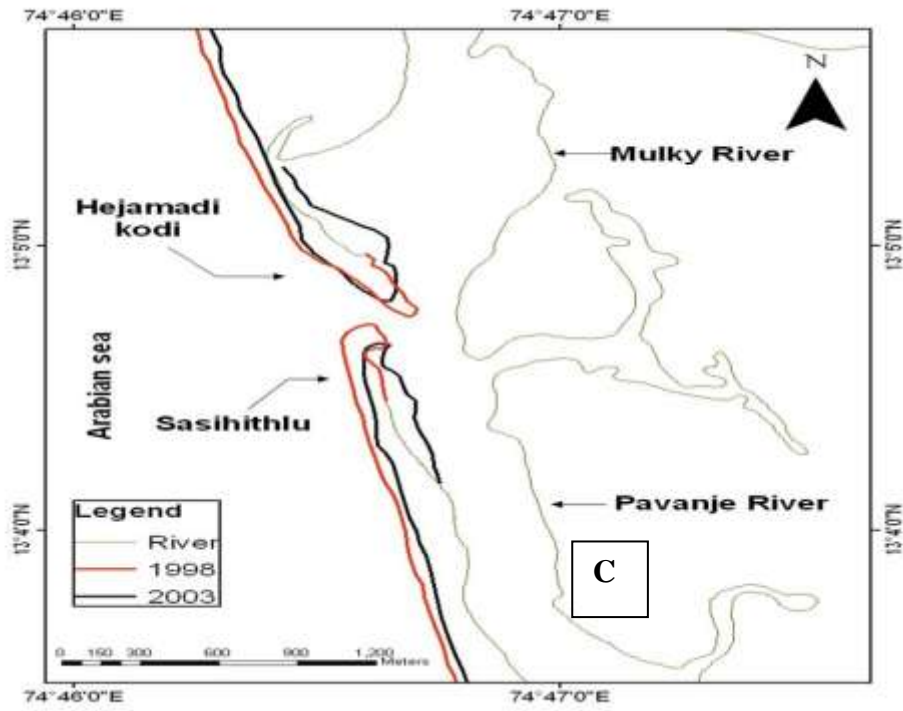 74°46'0"E 74°47'0"E
N
Mulky River
Hejamadi
kodi
13°5'0"N 13°5'0"N
Arabian sea
Sasihithlu
Pavanje River
Legend
River
1998
2003
13°4'0"N 13°4'0"N
C
0 150 300 600 900 1,200
Meters
74°46'0"E 74°47'0"E